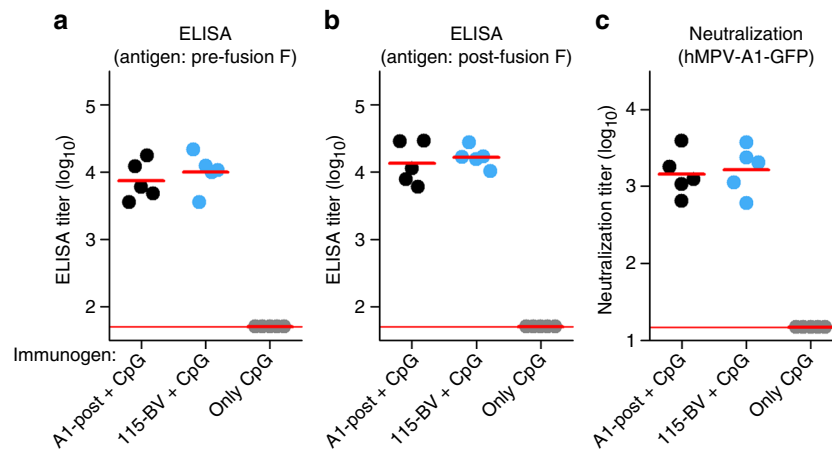 a
ELISA
(antigen: pre-fusion F)
ELISA titer (log10)
5
4
3
2
Immunogen:
A1-post + CpG
115-BV + CpG
Only CpG
b
ELISA
(antigen: post-fusion F)
ELISA titer (log10)
5
4
3
2
A1-post + CpG
115-BV + CpG
Only CpG
c
Neutralization
(hMPV-A1-GFP)
Neutralization titer (log10)
4
3
2
1
A1-post + CpG
115-BV + CpG
Only CpG